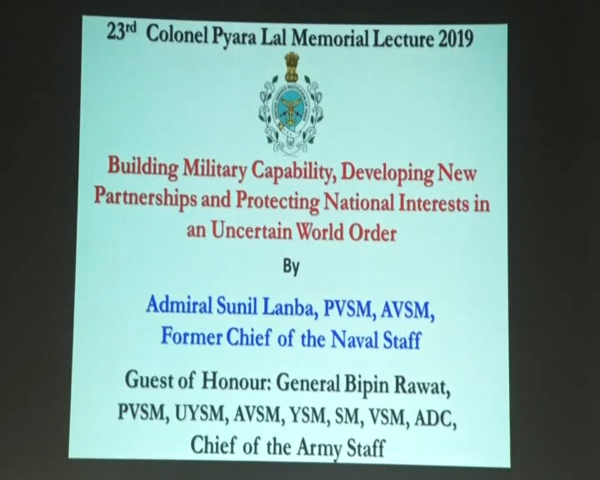 23rd Colonel Pyara Lal Memorial Lecture 2019
Building Military Capability, Developing New
Partnerships and Protecting National Interests in
an Uncertain World Order
By
Admiral Sunil Lanba, PVSM, AVSM,
Former Chief of the Naval Staff
Guest of Honour: General Bipin Rawat,
PVSM, UYSM, AVSM, YSM, SM, VSM, ADC,
Chief of the Army Staff